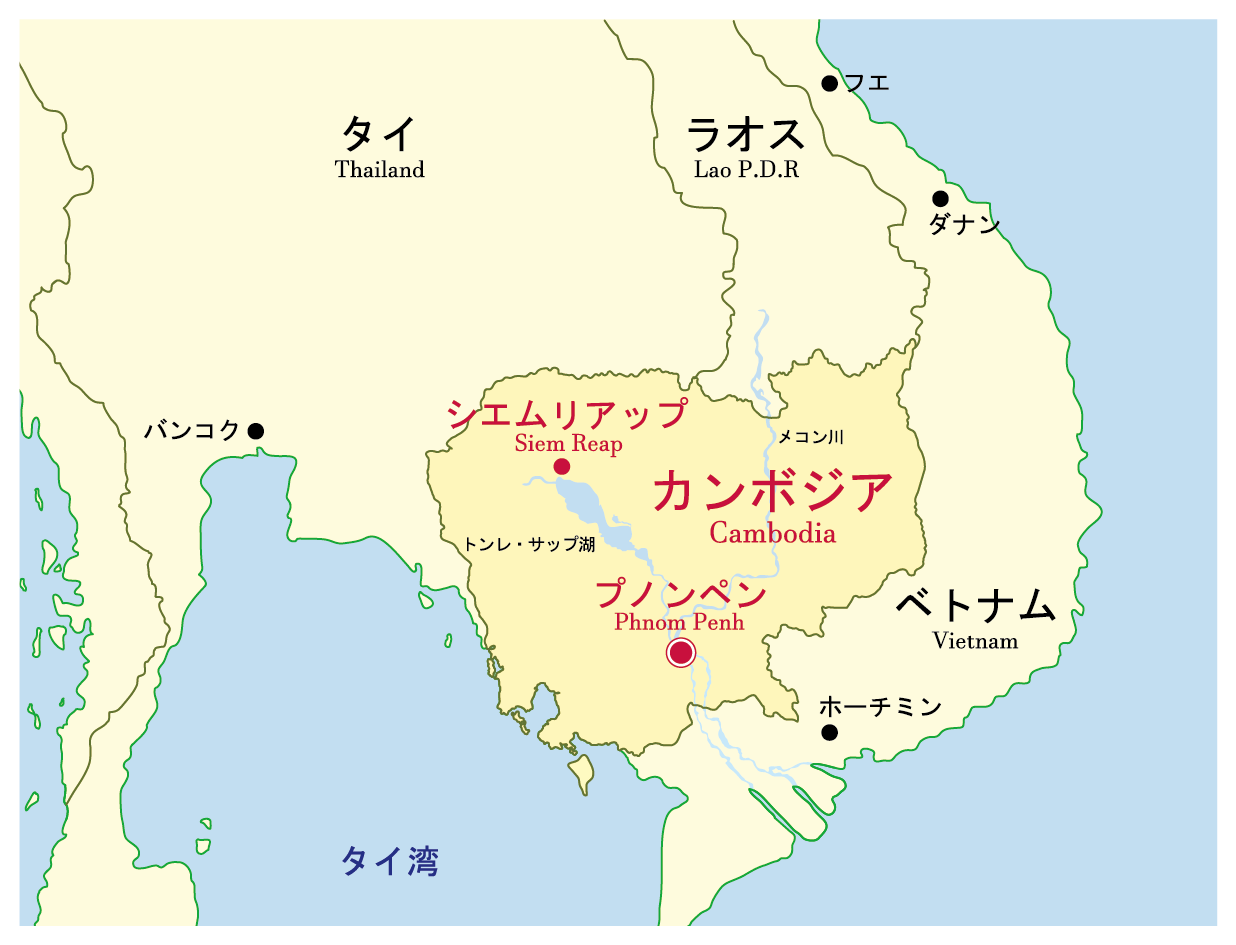 フエ
タイ
Thailand
ラオス
Lao P.D.R
ダナン
シエムリアップ
Siem Reap
バンコク
メコン川
カンボジア
Cambodia
トンレ・サップ湖
プノンペン
Phnom Penh
ベトナム
Vietnam
ホーチミン
タイ湾